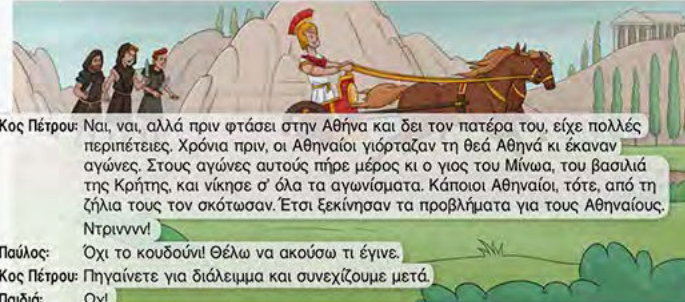 Κος Πέτρου: Ναι, ναι, αλλά πριν φτάσει στην Αθήνα και δει τον πατέρα του, είχε πολλές
περιπέτειες. Χρόνια πριν, οι Αθηναίοι γιόρταζαν τη θεά Αθηνά κι έκαναν
αγώνες. Στους αγώνες αυτούς πήρε μέρος κι ο γιος του Μίνωα, του βασιλιά
της Κρήτης, και νίκησε σ' όλα τα αγωνίσματα. Κάποιοι Αθηναίοι, τότε, από τη
ζήλια τους τον σκότωσαν. Έτσι ξεκίνησαν τα προβλήματα για τους Αθηναίους.
Ντρινννν!
Παύλος: Όχι το κουδούνι! Θέλω να ακούσω τι έγινε.
Κος Πέτρου: Πηγαίνετε για διάλειμμα και συνεχίζουμε μετά.
Παιδιά: Οχ!